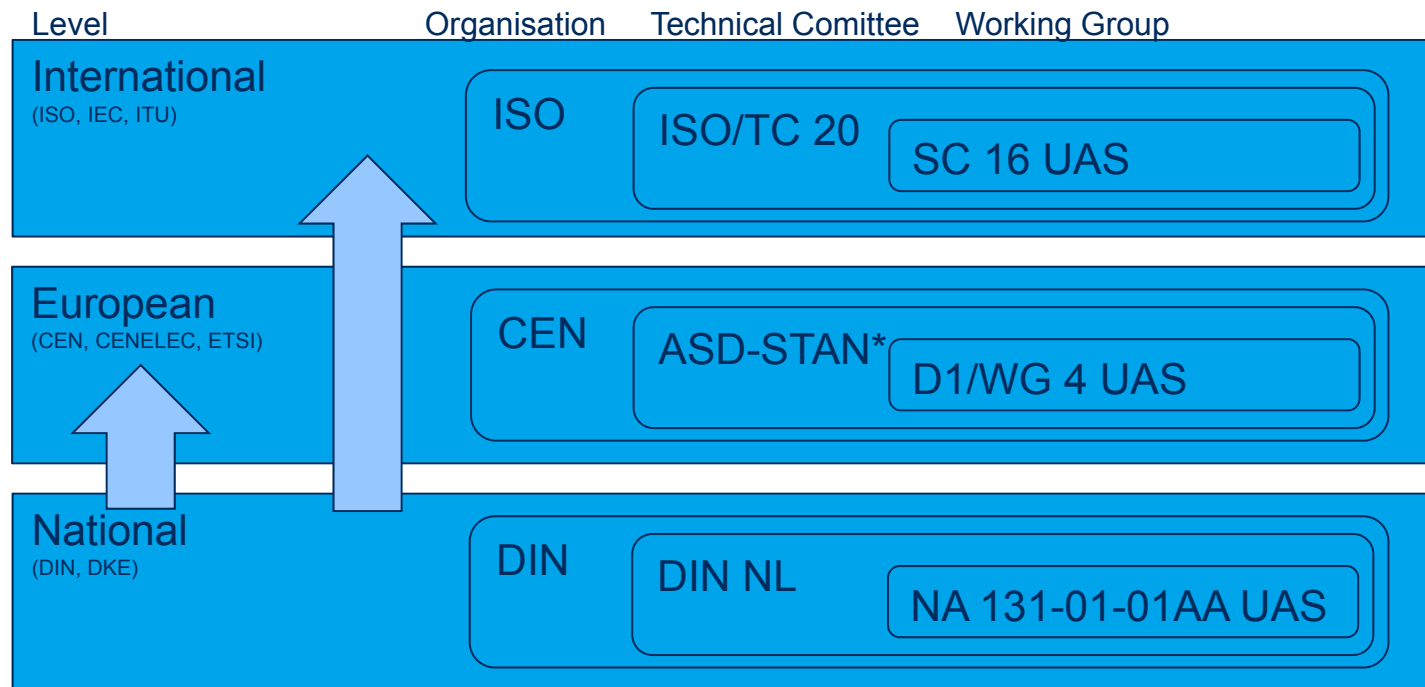 Level Organisation Technical Comittee Working Group
International
(ISO, IEC, ITU)
ISO
ISO/TC 20
SC 16 UAS
European
(CEN, CENELEC, ETSI)
CEN
ASD-STAN*
D1/WG 4 UAS
National
(DIN, DKE)
DIN
DIN NL
NA 131-01-01AA UAS